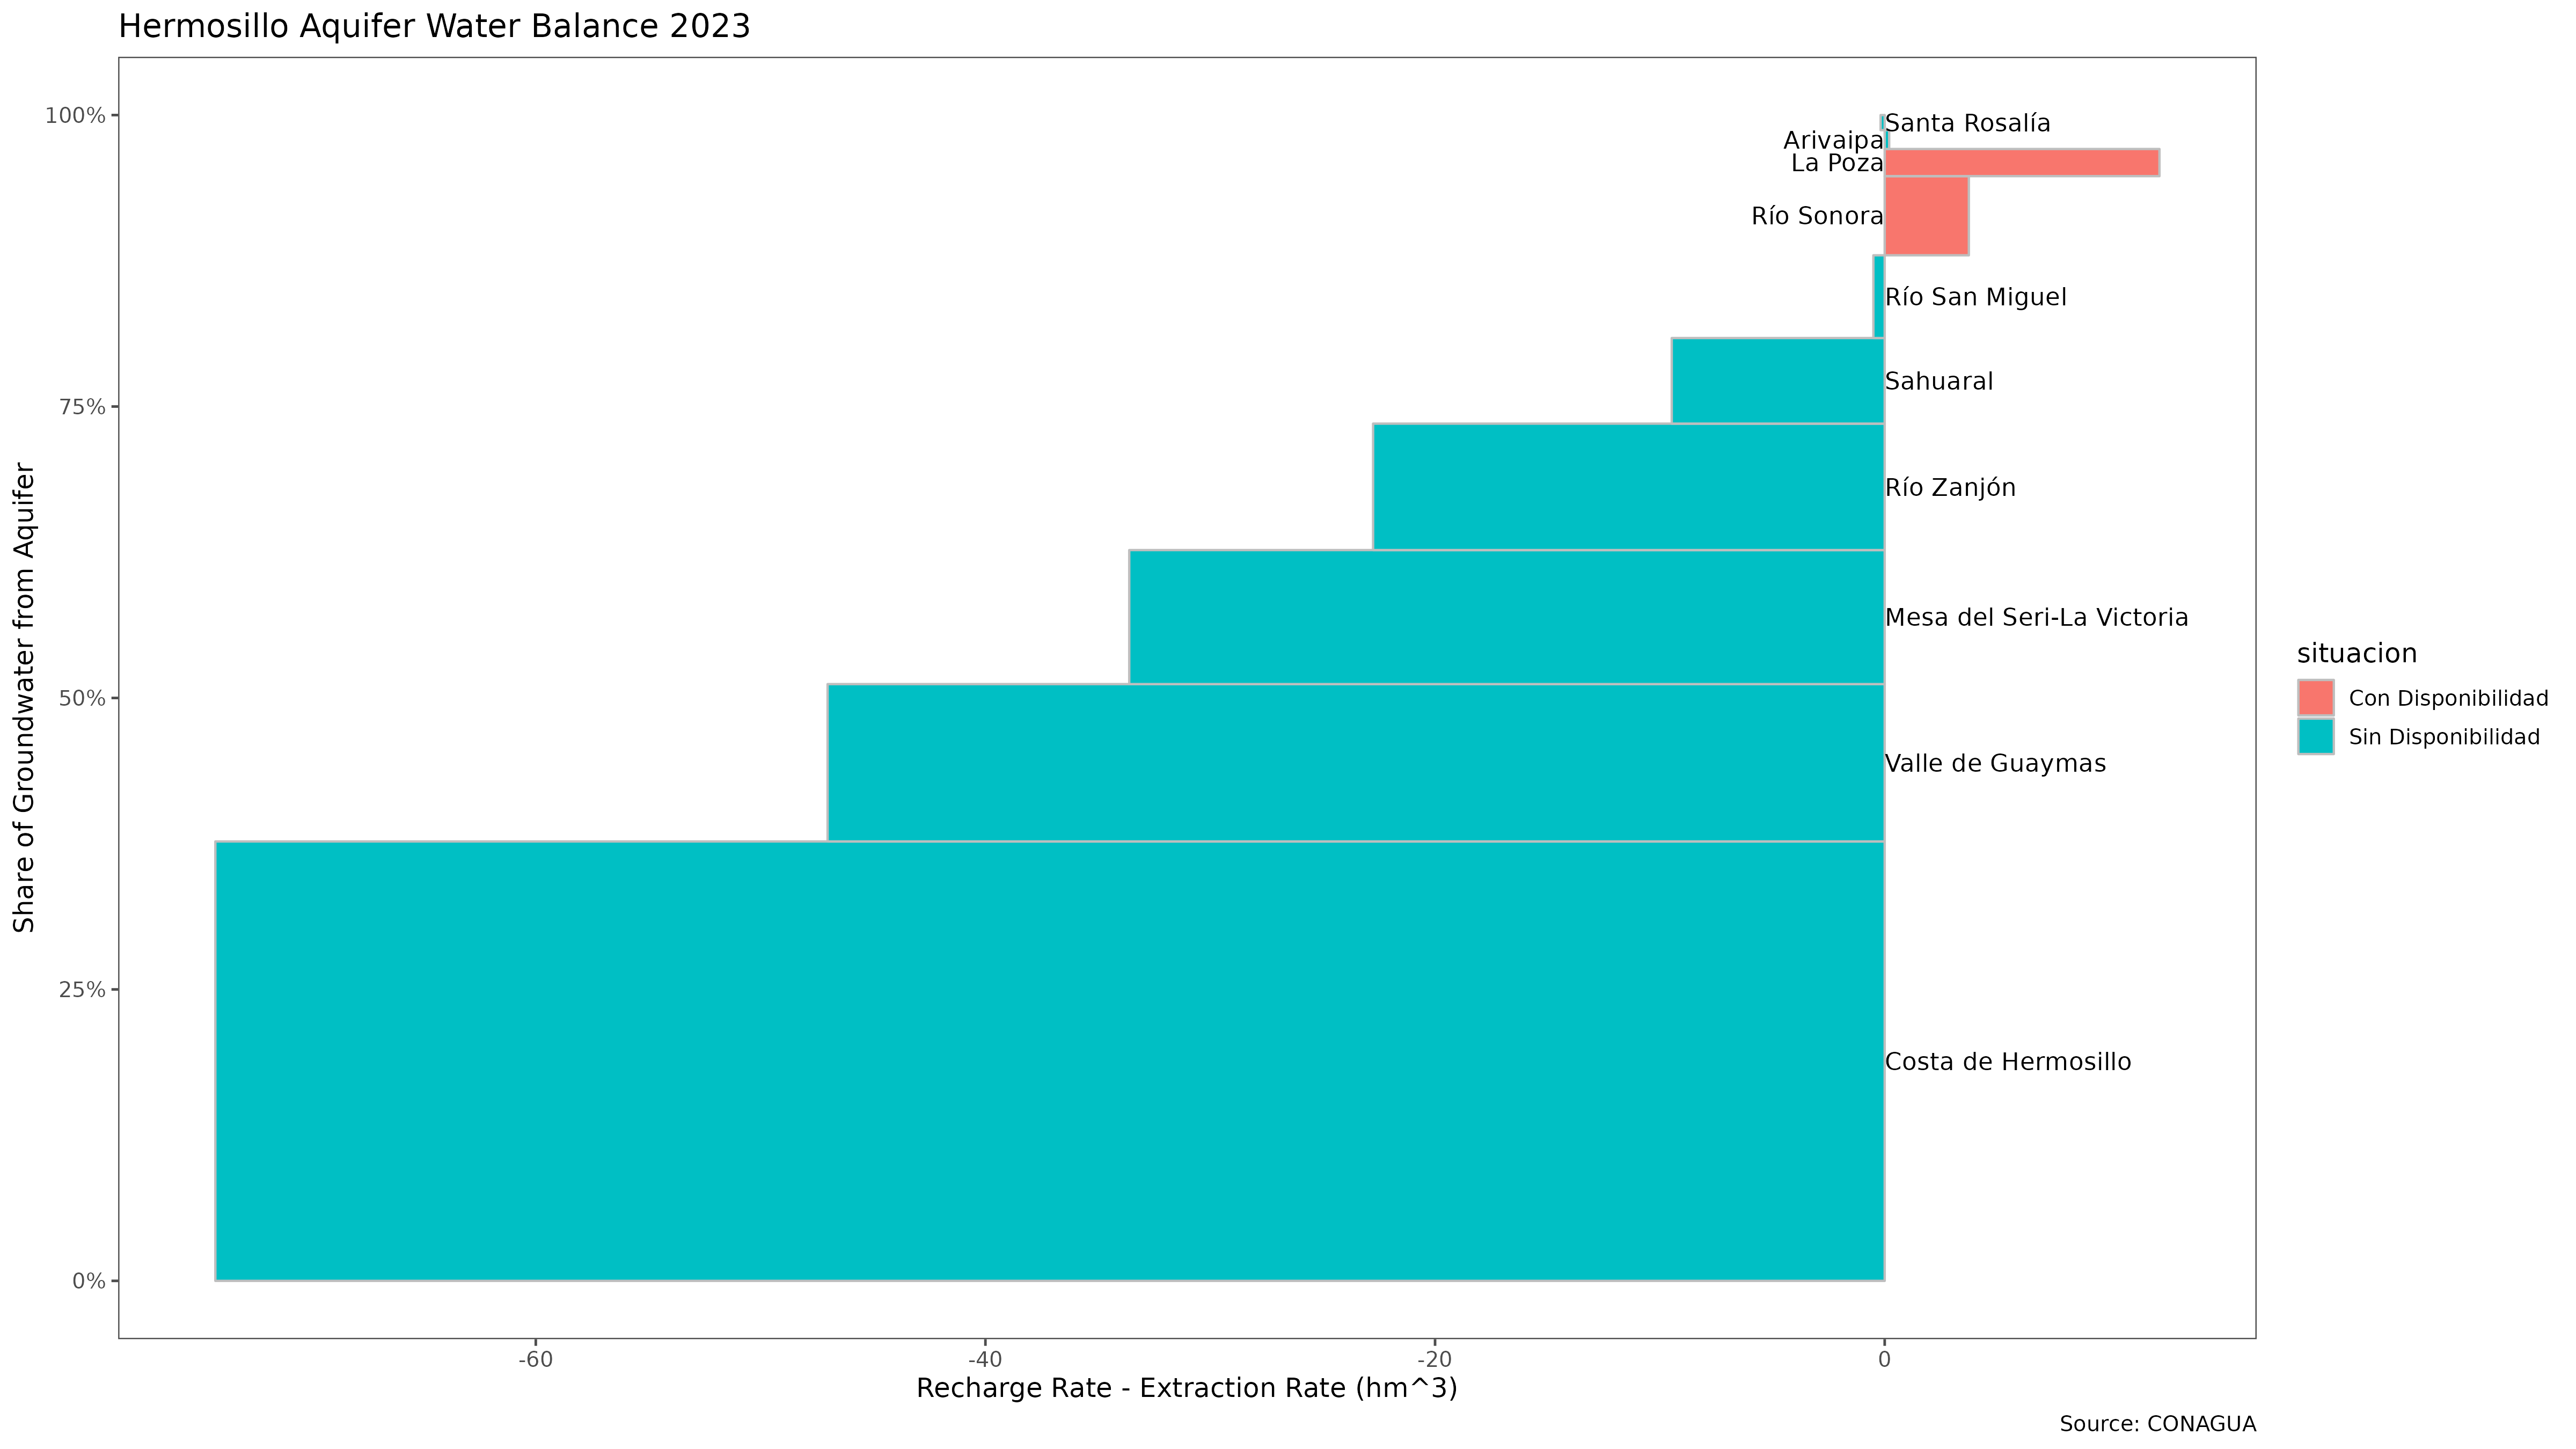 Hermosillo Aquifer Water Balance 2023
Share of Groundwater from Aquifer
100%
75%
50%
25%
0%
Santa Rosalía
Arivaipa
La Poza
Río Sonora
Río San Miguel
Sahuaral
Río Zanjón
Mesa del Seri-La Victoria
Valle de Guaymas
Costa de Hermosillo
situacion
Con Disponibilidad
Sin Disponibilidad
-60
-40
-20
0
Recharge Rate - Extraction Rate (hm^3)
Source: CONAGUA